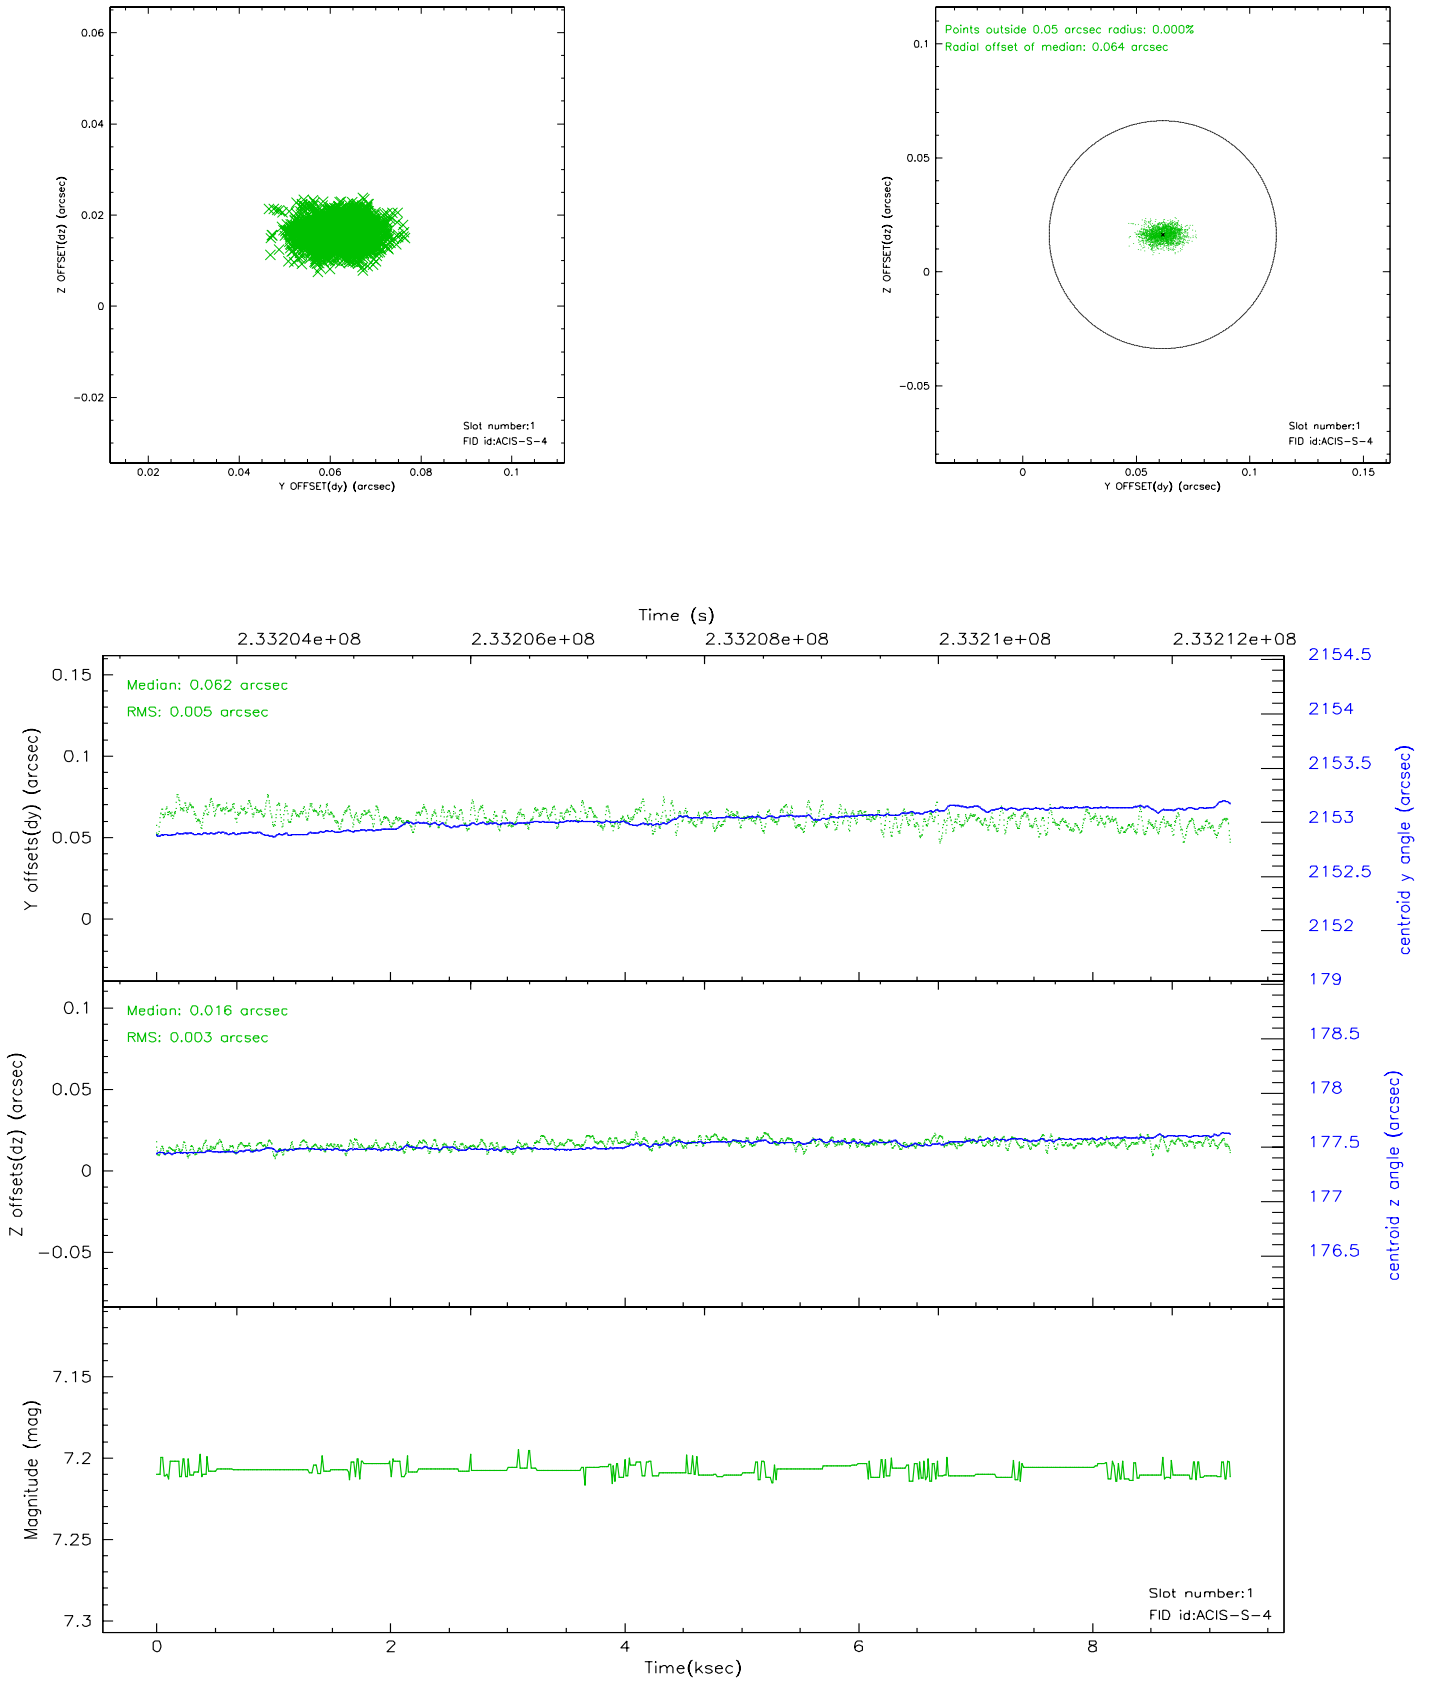 0.06
0.04
0.02
0
−0.02
Z OFFSET(dz) (arcsec)
Slot number:1
FID id:ACIS−S−4
0.02 0.04 0.06 0.08 0.1
Y OFFSET(dy) (arcsec)
Points outside 0.05 arcsec radius: 0.000%
Radial offset of median: 0.064 arcsec
0.1
0.05
0
−0.05
Z OFFSET(dz) (arcsec)
Slot number:1
FID id:ACIS−S−4
0 0.05 0.1 0.15
Y OFFSET(dy) (arcsec)
Time (s)
2.33204e+08 2.33206e+08 2.33208e+08 2.3321e+08 2.33212e+08
Median: 0.062 arcsec
RMS: 0.005 arcsec
0.15
0.1
0.05
0
Y offsets(dy) (arcsec)
2154.5
2154
2153.5
2153
2152.5
2152
centroid y angle (arcsec)
Median: 0.016 arcsec
RMS: 0.003 arcsec
0.1
0.05
0
−0.05
Z offsets(dz) (arcsec)
179
178.5
178
177.5
177
176.5
centroid z angle (arcsec)
7.15
7.2
7.25
7.3
Magnitude (mag)
Slot number:1
FID id:ACIS−S−4
0 2 4 6 8
Time(ksec)